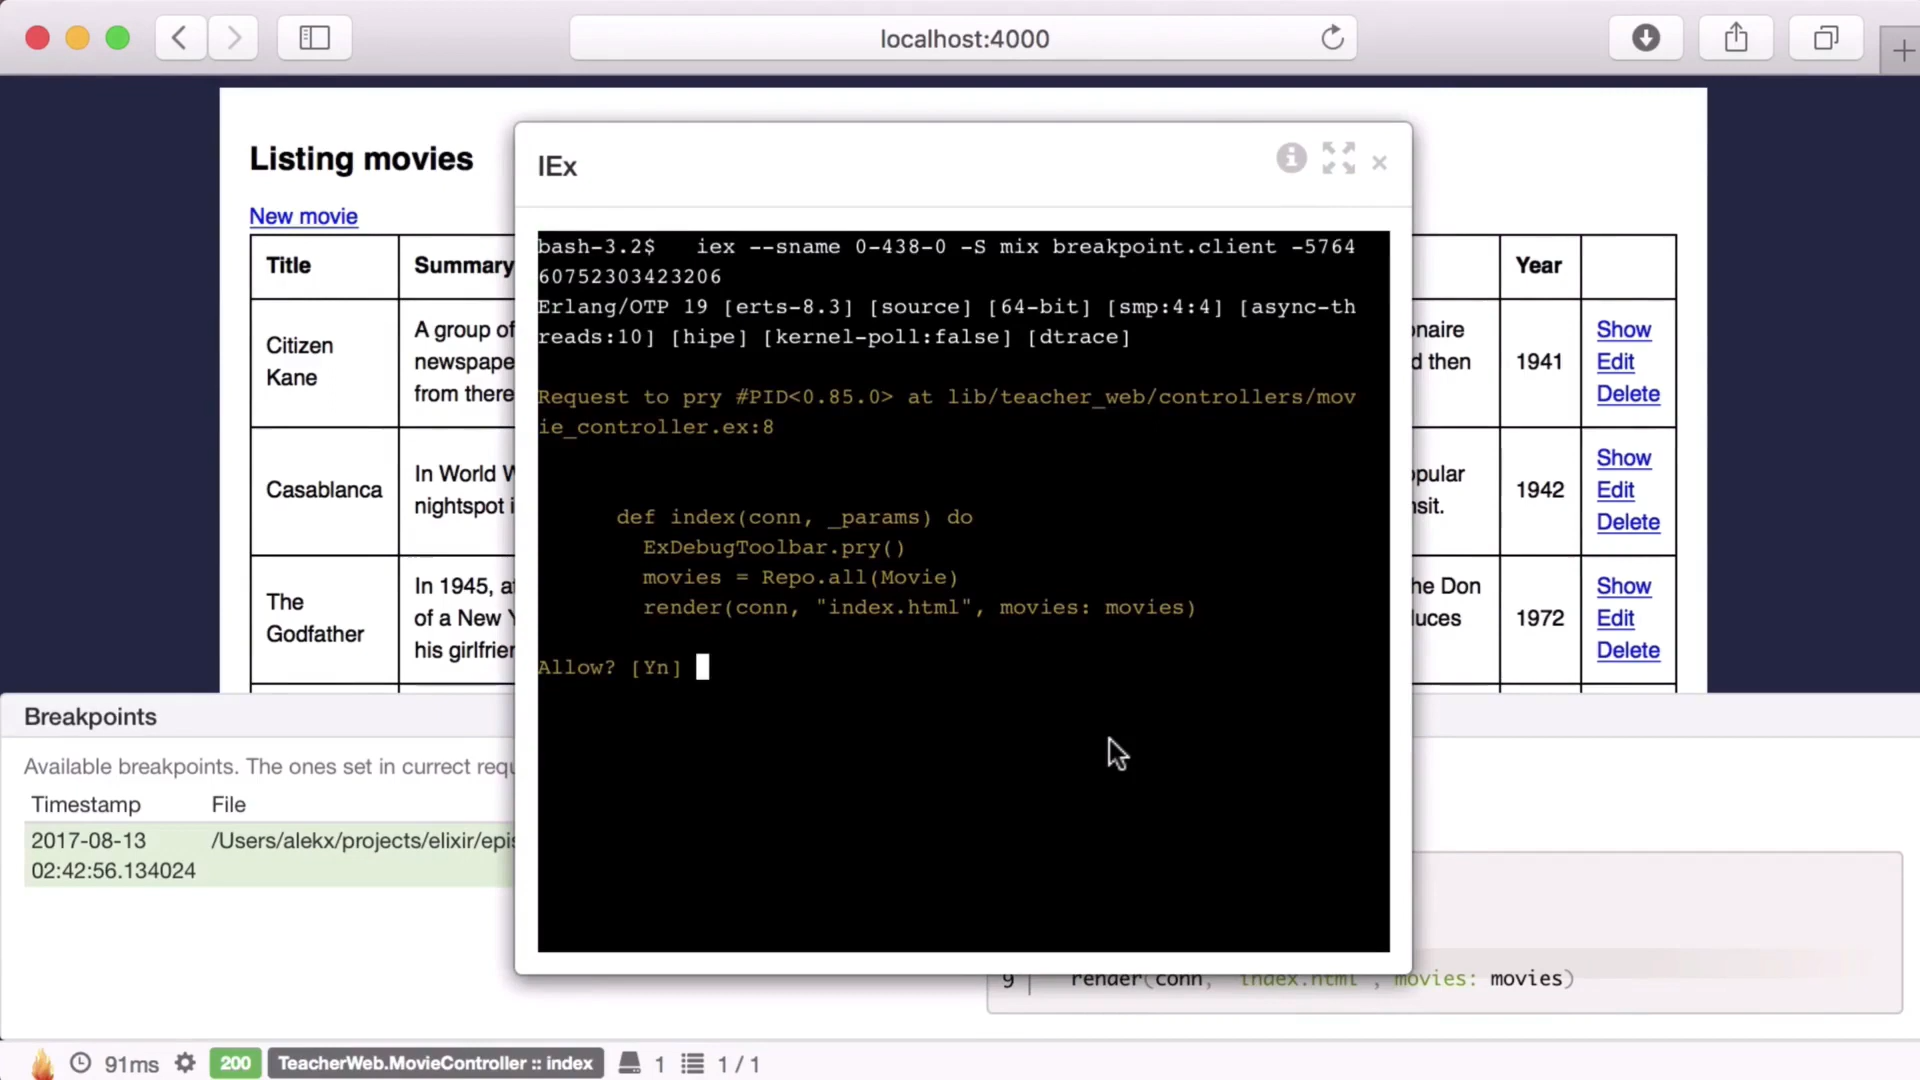 localhost:4000
Listing movies
New movie
Title Summary Year
Citizen
Kane
A group of
newspape
from there
onaire
d then
1941
Show
Edit
Delete
Casablanca
In World W
nightspot i
opular
nsit.
1942
Show
Edit
Delete
The
Godfather
In 1945, a
of a New Y
his girlfrier
he Don
luces
1972
Show
Edit
Delete
IEx
bash-3.2$   iex --sname 0-438-0 -S mix breakpoint.client -5764
60752303423206
Erlang/OTP 19 [erts-8.3] [source] [64-bit] [smp:4:4] [async-th
reads:10] [hipe] [kernel-poll:false] [dtrace]
Request to pry #PID<0.85.0> at lib/teacher_web/controllers/mov
ie_controller.ex:8
def index(conn, _params) do
ExDebugToolbar.pry()
movies = Repo.all(Movie)
render(conn, "index.html", movies: movies)
Allow? [Yn]
Breakpoints
Available breakpoints. The ones set in currect requ
Timestamp File
2017-08-13
02:42:56.134024
/Users/alekx/projects/elixir/epis
9 render(conn, "index.html", movies: movies)
91ms 200 TeacherWeb.MovieController :: index 1 1 / 1